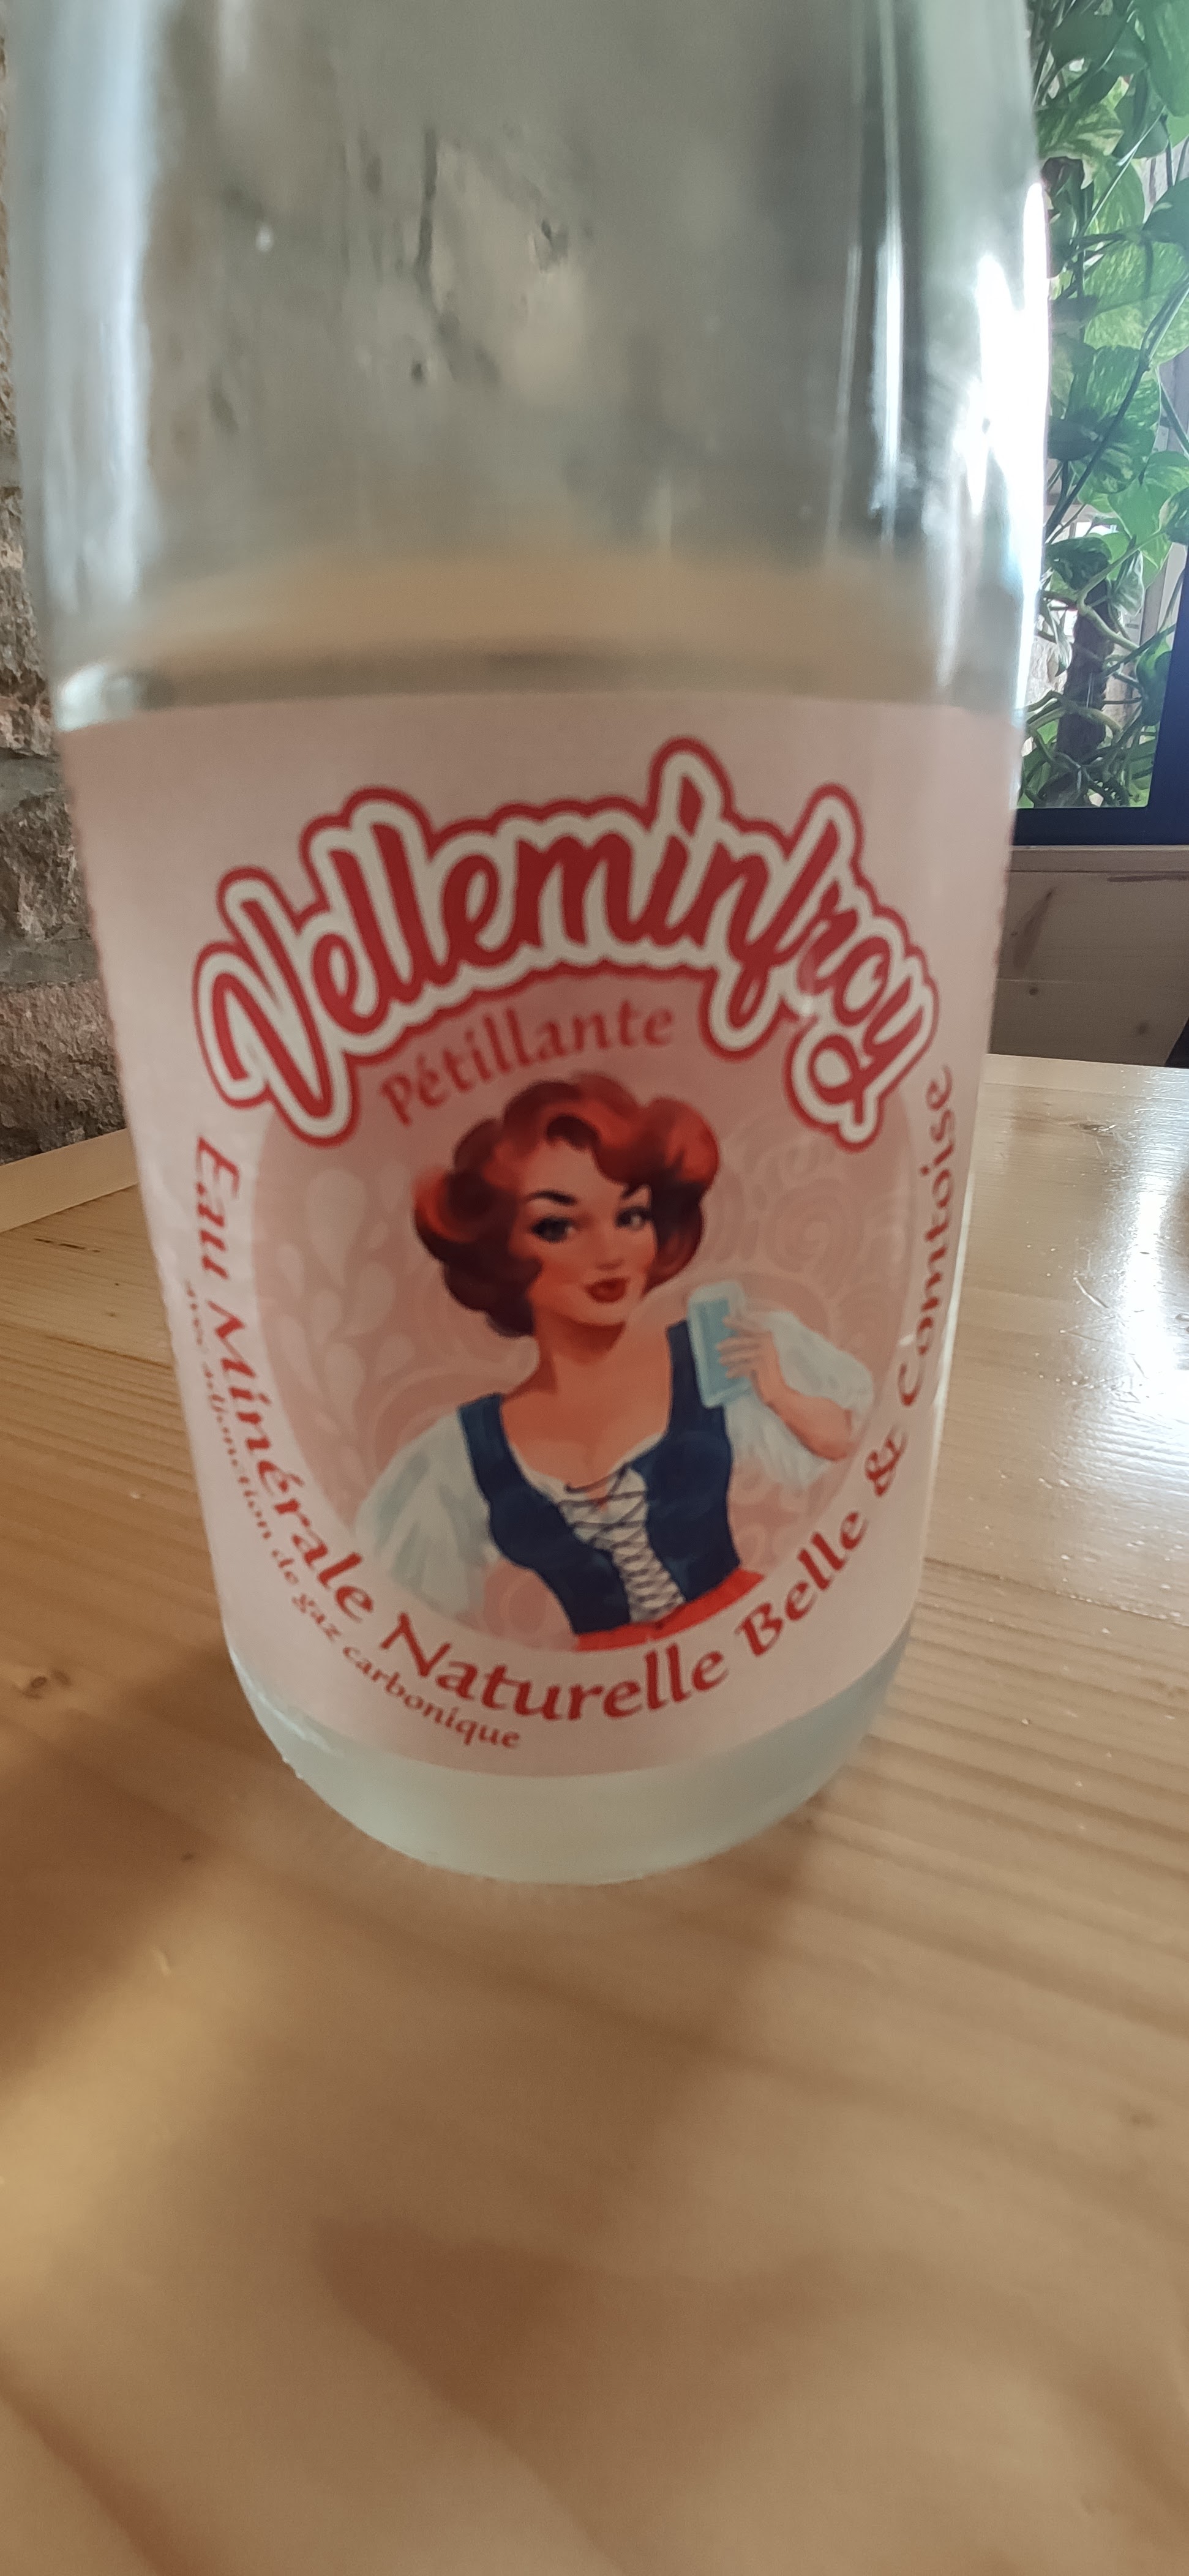 Velleminfroy
Pétillante
Eau Minérale Naturelle Belle & Comtoise
avec adjonction de gaz carbonique